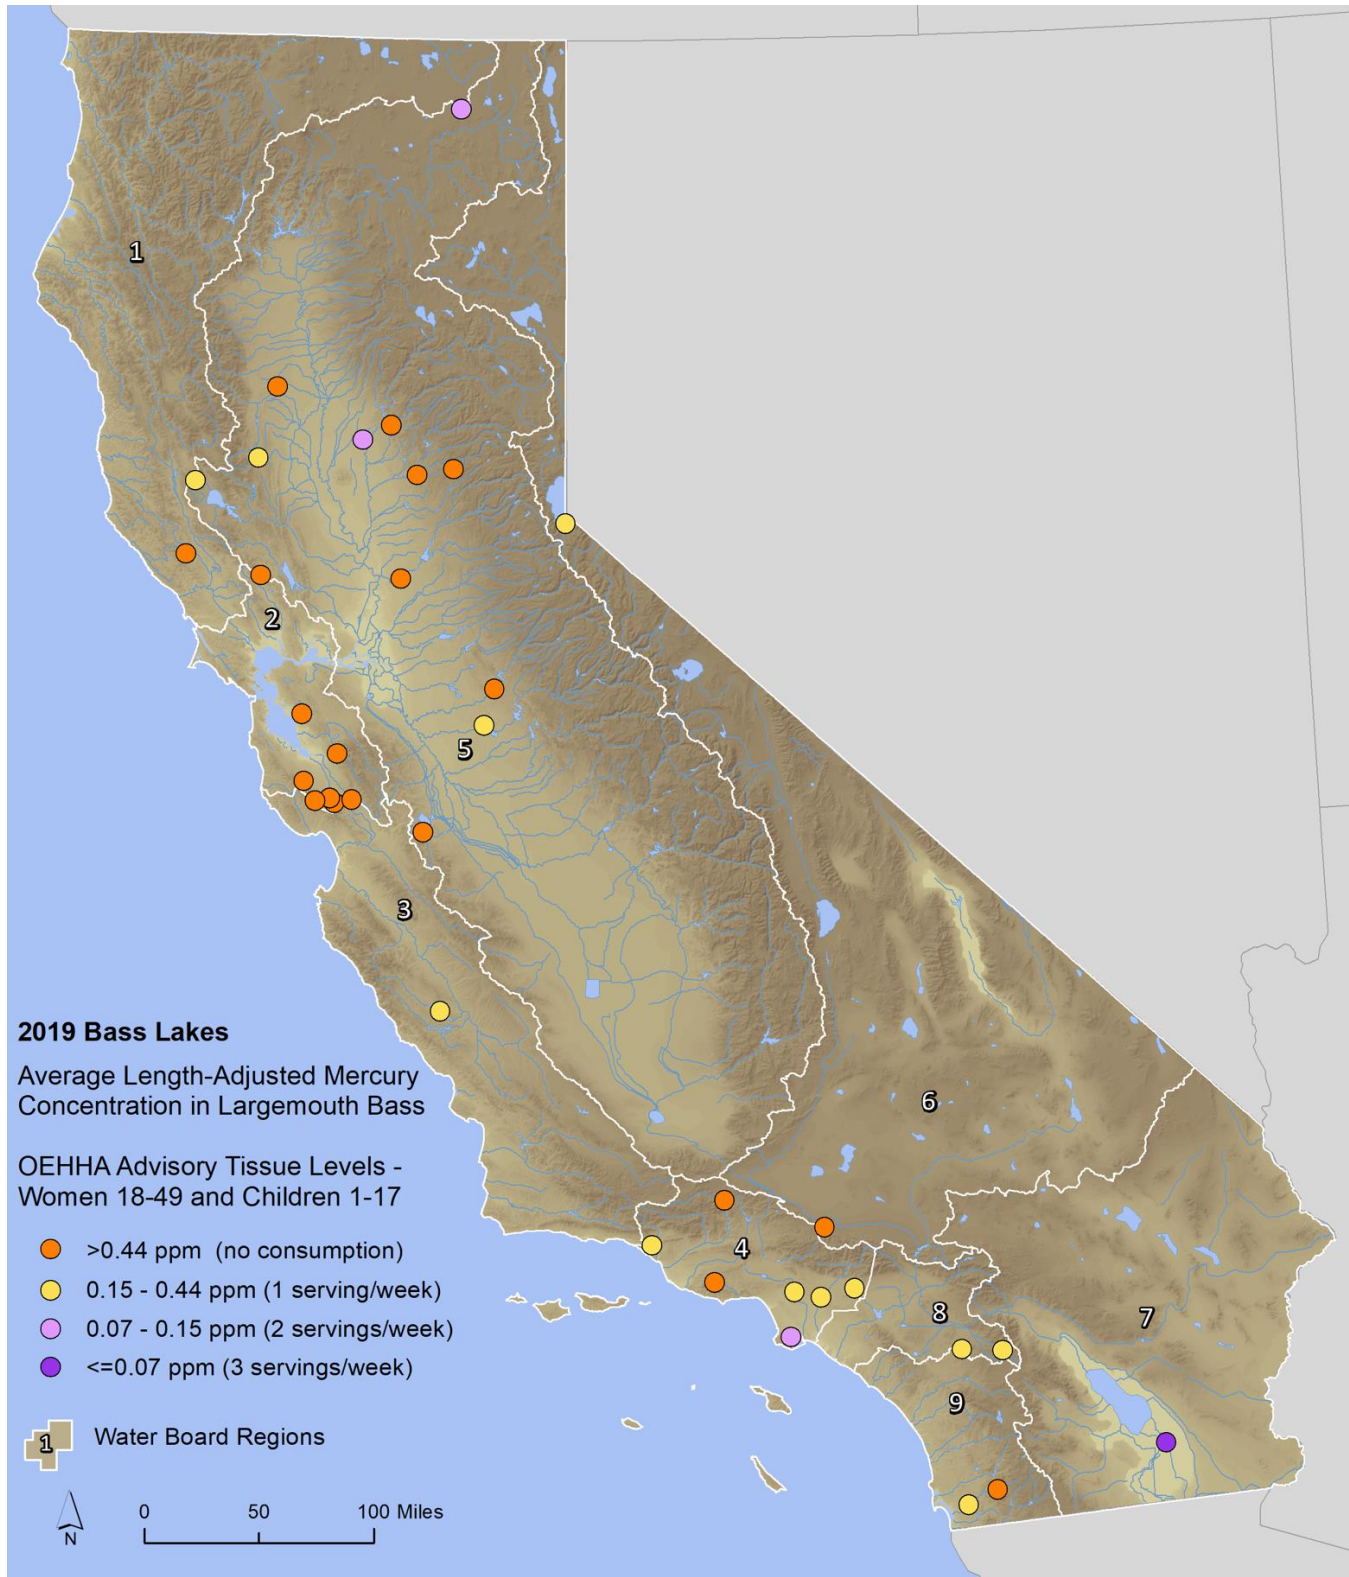 1
2
5
3
6
4
8
7
9
2019 Bass Lakes
Average Length-Adjusted Mercury
Concentration in Largemouth Bass
OEHHA Advisory Tissue Levels -
Women 18-49 and Children 1-17
>0.44 ppm (no consumption)
0.15 - 0.44 ppm (1 serving/week)
0.07 - 0.15 ppm (2 servings/week)
<=0.07 ppm (3 servings/week)
1 Water Board Regions
N
0 50 100 Miles